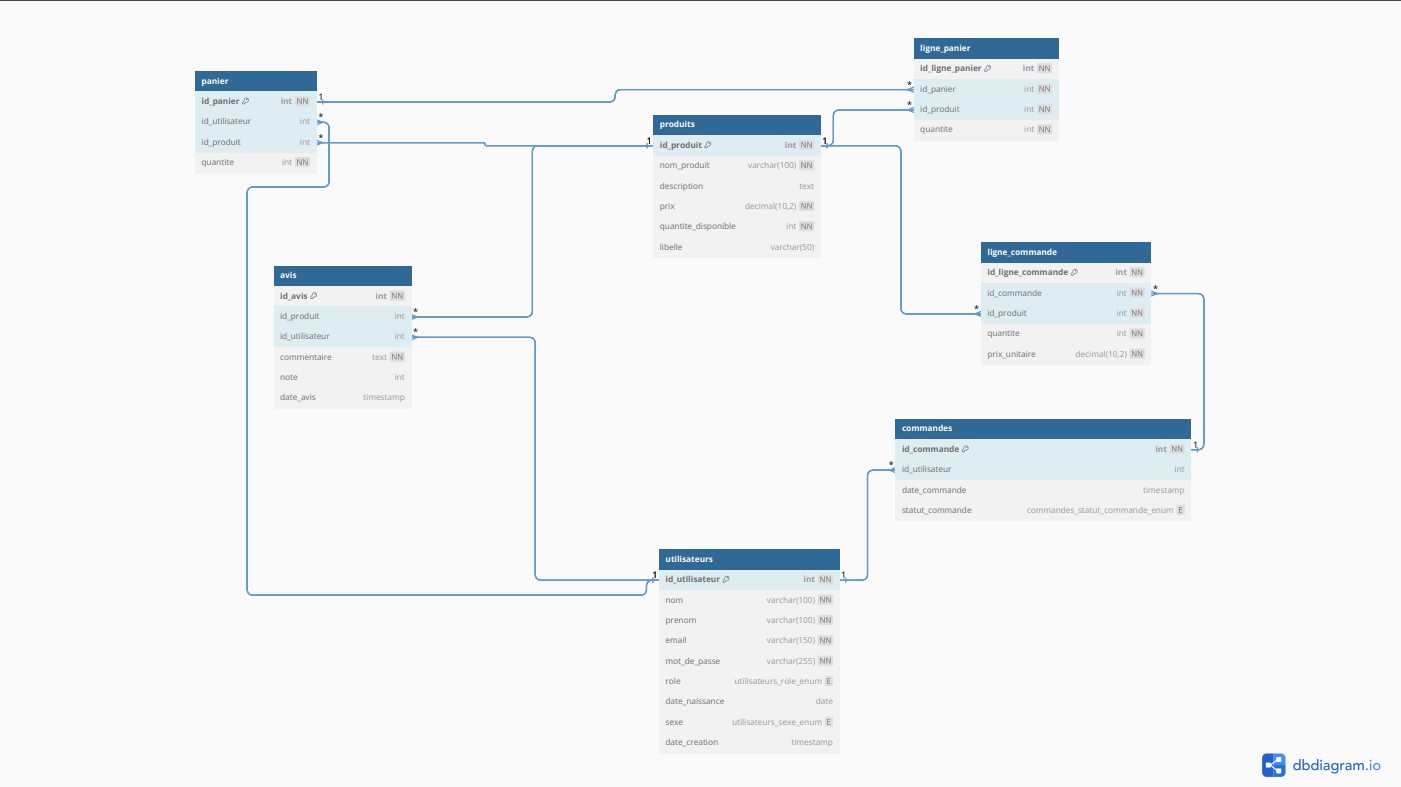 ligne_panier
id_ligne_panier int NN
id_panier int NN
id_produit int NN
quantite int NN
panier
id_panier int NN
id_utilisateur int
id_produit int
quantite int NN
1
*
*
*
*
produits
id_produit int NN
nom_produit varchar(100) NN
description text
prix decimal(10,2) NN
quantite_disponible int NN
libelle varchar(50)
1
1
ligne_commande
id_ligne_commande int NN
id_commande int NN
id_produit int NN
quantite int NN
prix_unitaire decimal(10,2) NN
*
*
avis
id_avis int NN
id_produit int
id_utilisateur int
commentaire text NN
note int
date_avis timestamp
*
*
commandes
id_commande int NN
id_utilisateur int
date_commande timestamp
statut_commande commandes_statut_commande_enum E
1
*
utilisateurs
id_utilisateur int NN
nom varchar(100) NN
prenom varchar(100) NN
email varchar(150) NN
mot_de_passe varchar(255) NN
role utilisateurs_role_enum E
date_naissance date
sexe utilisateurs_sexe_enum E
date_creation timestamp
1
1
dbdiagram.io